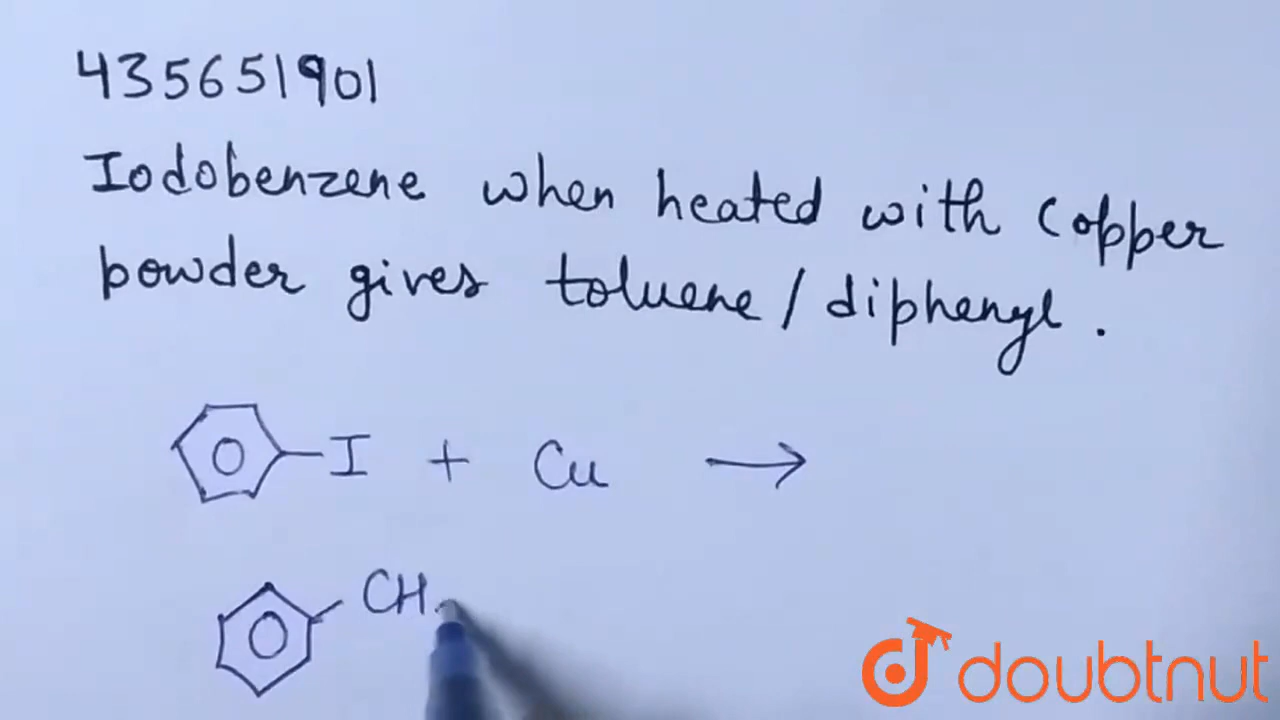 435651901
Iodobenzene when heated with Copper
powder gives toluene / diphenyl.
I + Cu →
CH
doubtnut